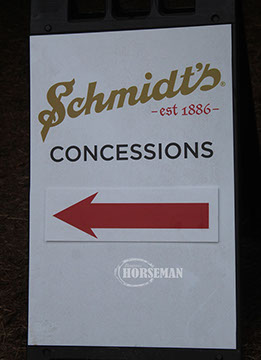 Schmidt's®
-est 1886-
CONCESSIONS
HORSEMAN